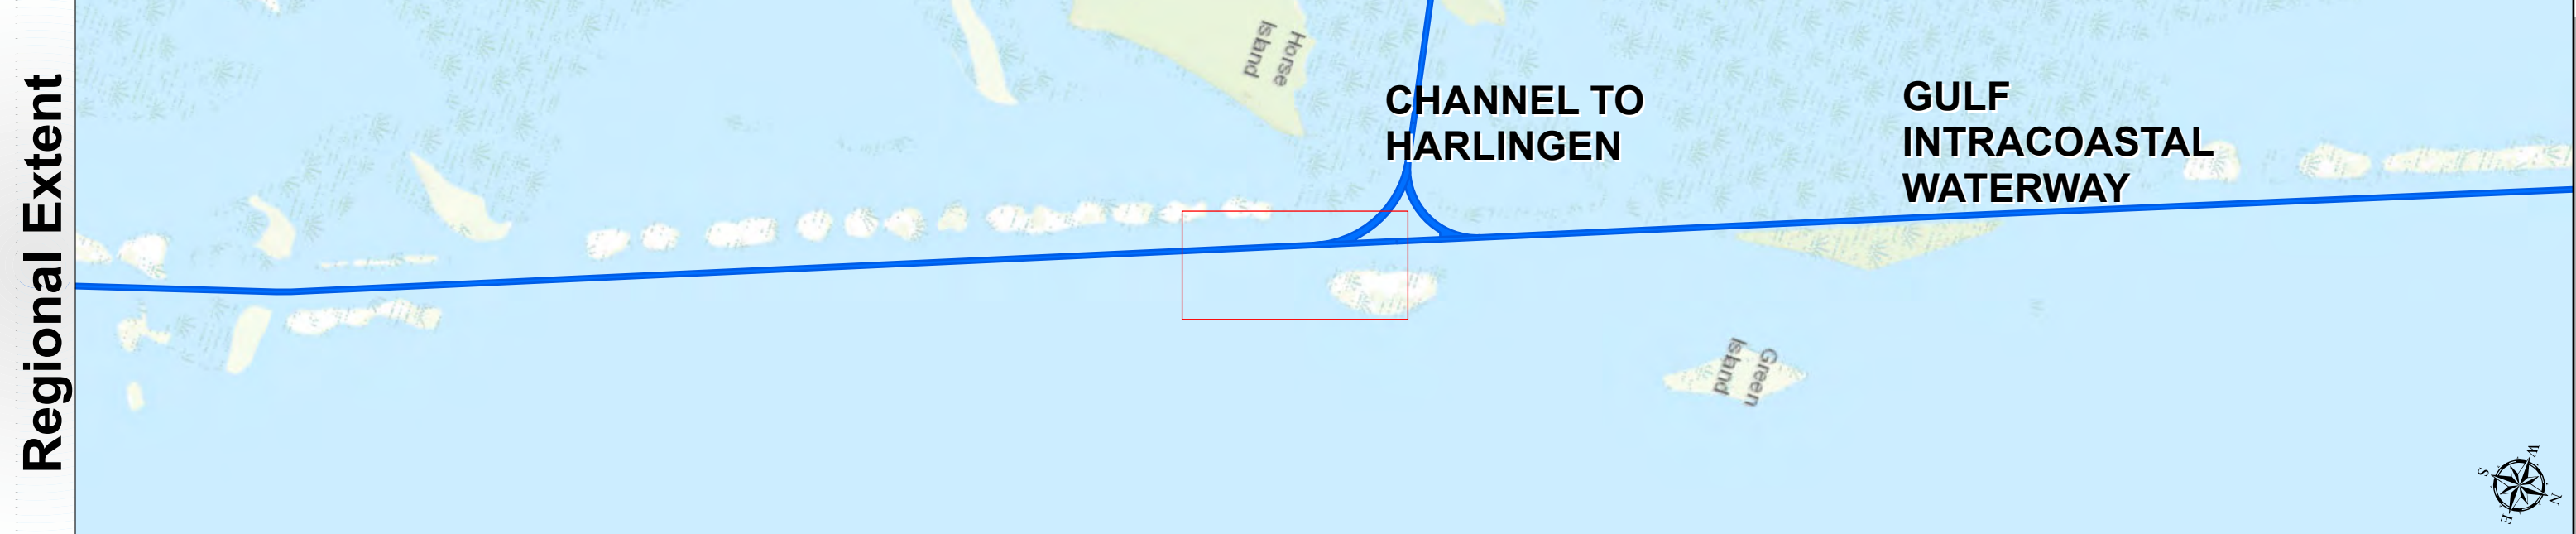 Regional Extent
Horse
Island
CHANNEL TO
HARLINGEN
GULF
INTRACOASTAL
WATERWAY
Green
Island
W
S
N
E